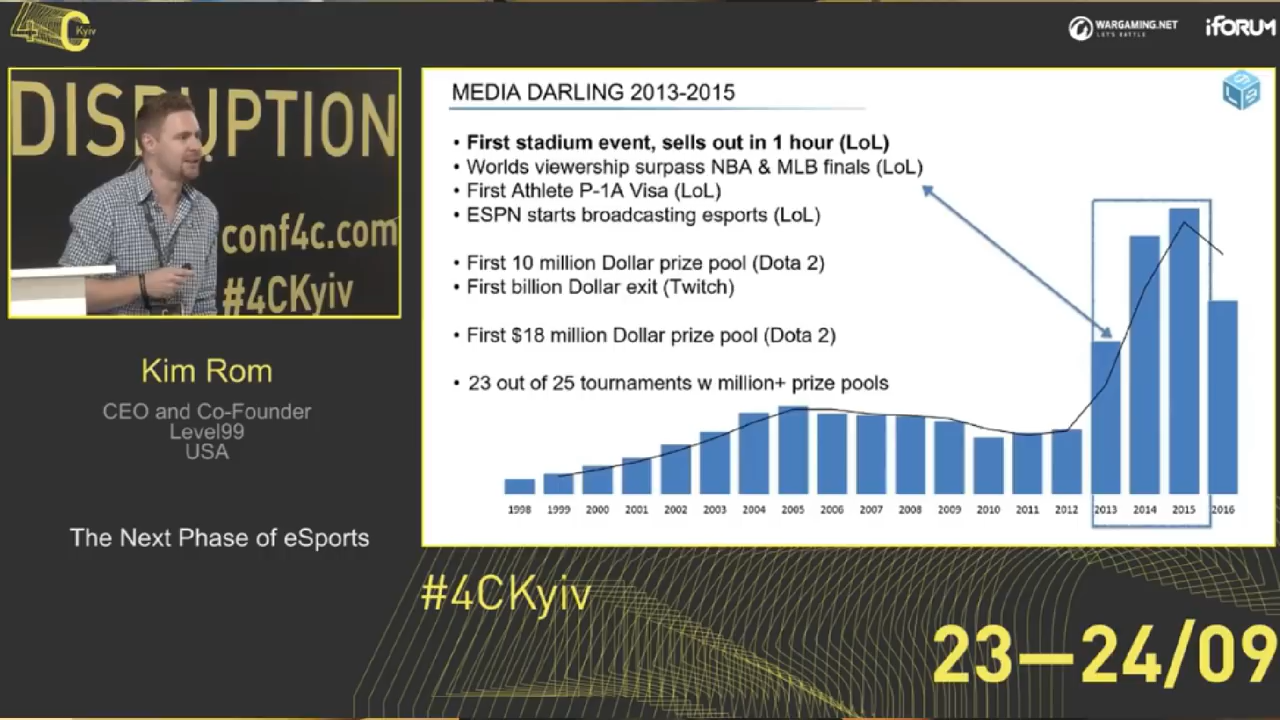 4C Kyiv
WARGAMING.NET
LET'S BATTLE
iFORUM
DISRUPTION
conf4c.com
#4CKyiv
Kim Rom
CEO and Co-Founder
Level99
USA
The Next Phase of eSports
MEDIA DARLING 2013-2015
• First stadium event, sells out in 1 hour (LoL)
• Worlds viewership surpass NBA & MLB finals (LoL)
• First Athlete P-1A Visa (LoL)
• ESPN starts broadcasting esports (LoL)
• First 10 million Dollar prize pool (Dota 2)
• First billion Dollar exit (Twitch)
• First $18 million Dollar prize pool (Dota 2)
• 23 out of 25 tournaments w million+ prize pools
1998 1999 2000 2001 2002 2003 2004 2005 2006 2007 2008 2009 2010 2011 2012 2013 2014 2015 2016
#4CKyiv
23—24/09